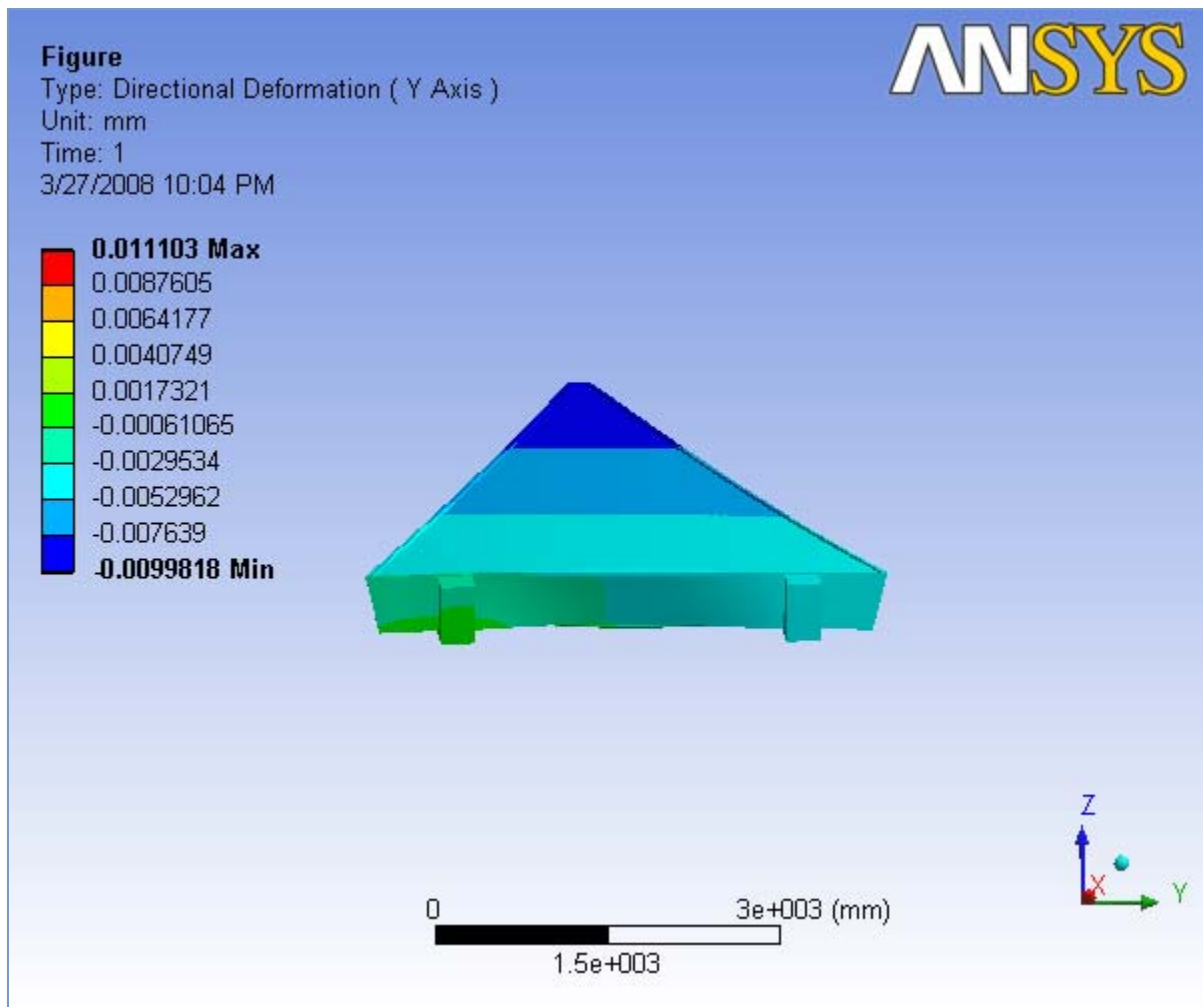 Figure
Type: Directional Deformation ( Y Axis )
Unit: mm
Time: 1
3/27/2008 10:04 PM
ANSYS
0.011103 Max
0.0087605
0.0064177
0.0040749
0.0017321
-0.00061065
-0.0029534
-0.0052962
-0.007639
-0.0099818 Min
Z
X
Y
0 3e+003 (mm)
1.5e+003